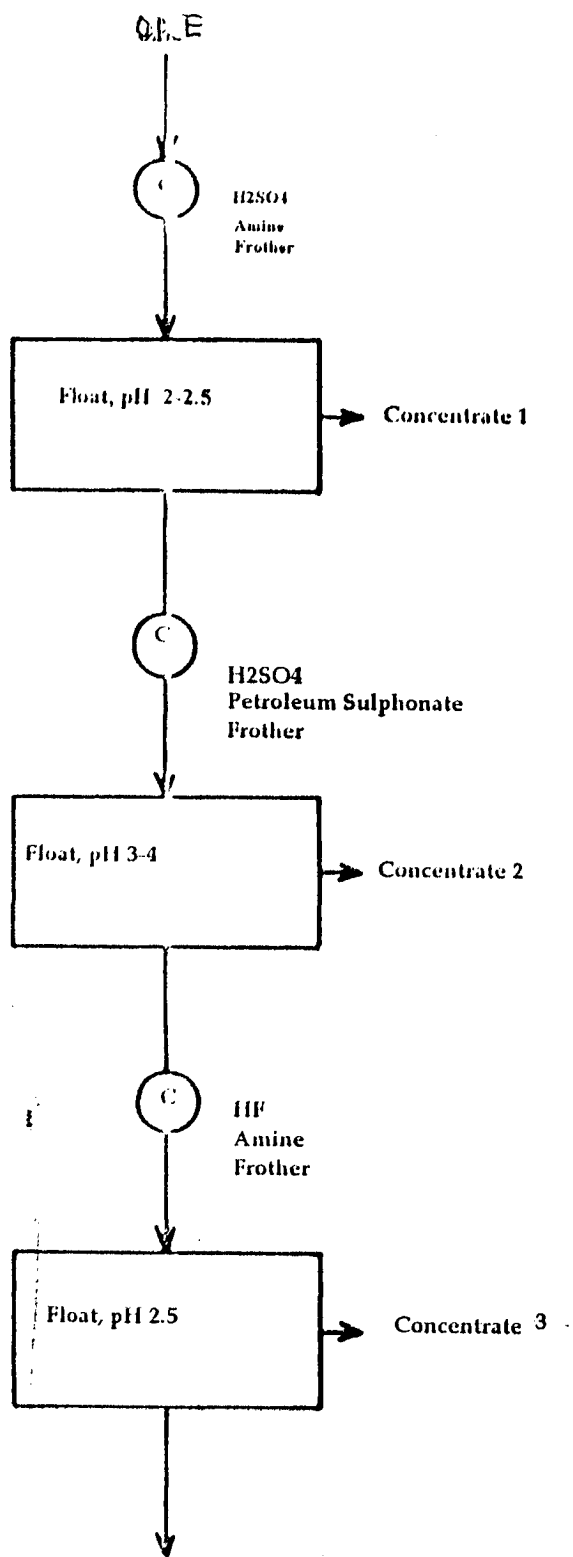 H2SO4
Amine
Frother
Float, pH 2-2.5
Concentrate 1
C
H2SO4
Petroleum Sulphonate
Frother
Float, pH 3-4
Concentrate 2
C
HF
Amine
Frother
Float, pH 2.5
Concentrate 3